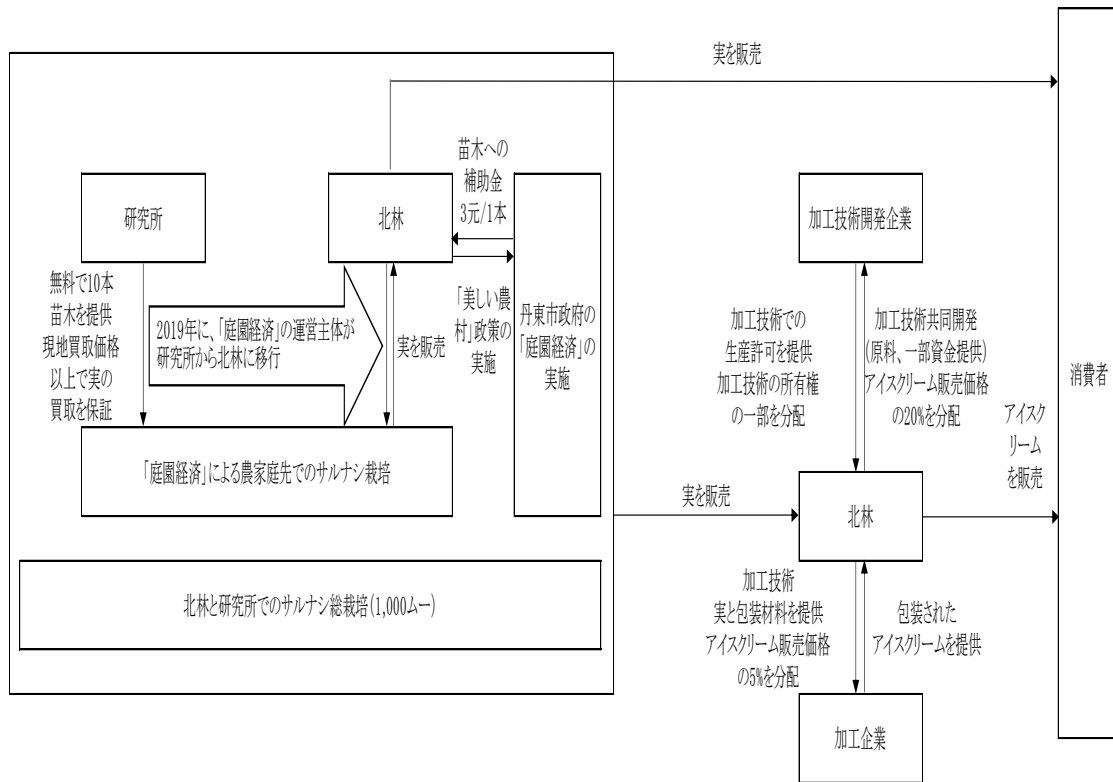 実を販売
苗木への
補助金
3元/1本
研究所
北林
加工技術開発企業
無料で10本
苗木を提供
現地買取価格
以上で実の
買取を保証
2019年に、「庭園経済」の運営主体が
研究所から北林に移行
実を販売
「美しい農
村」政策の
実施
丹東市政府の
「庭園経済」の
実施
加工技術での
生産許可を提供
加工技術の所有権
の一部を分配
加工技術共同開発
(原料、一部資金提供)
アイスクリーム販売価格
の20%を分配
消費者
アイスク
リーム
を販売
「庭園経済」による農家庭先でのサルナシ栽培
実を販売
北林
北林と研究所でのサルナシ総栽培(1,000ムー)
加工技術
実と包装材料を提供
アイスクリーム販売価格
の5%を分配
包装された
アイスクリームを提供
加工企業